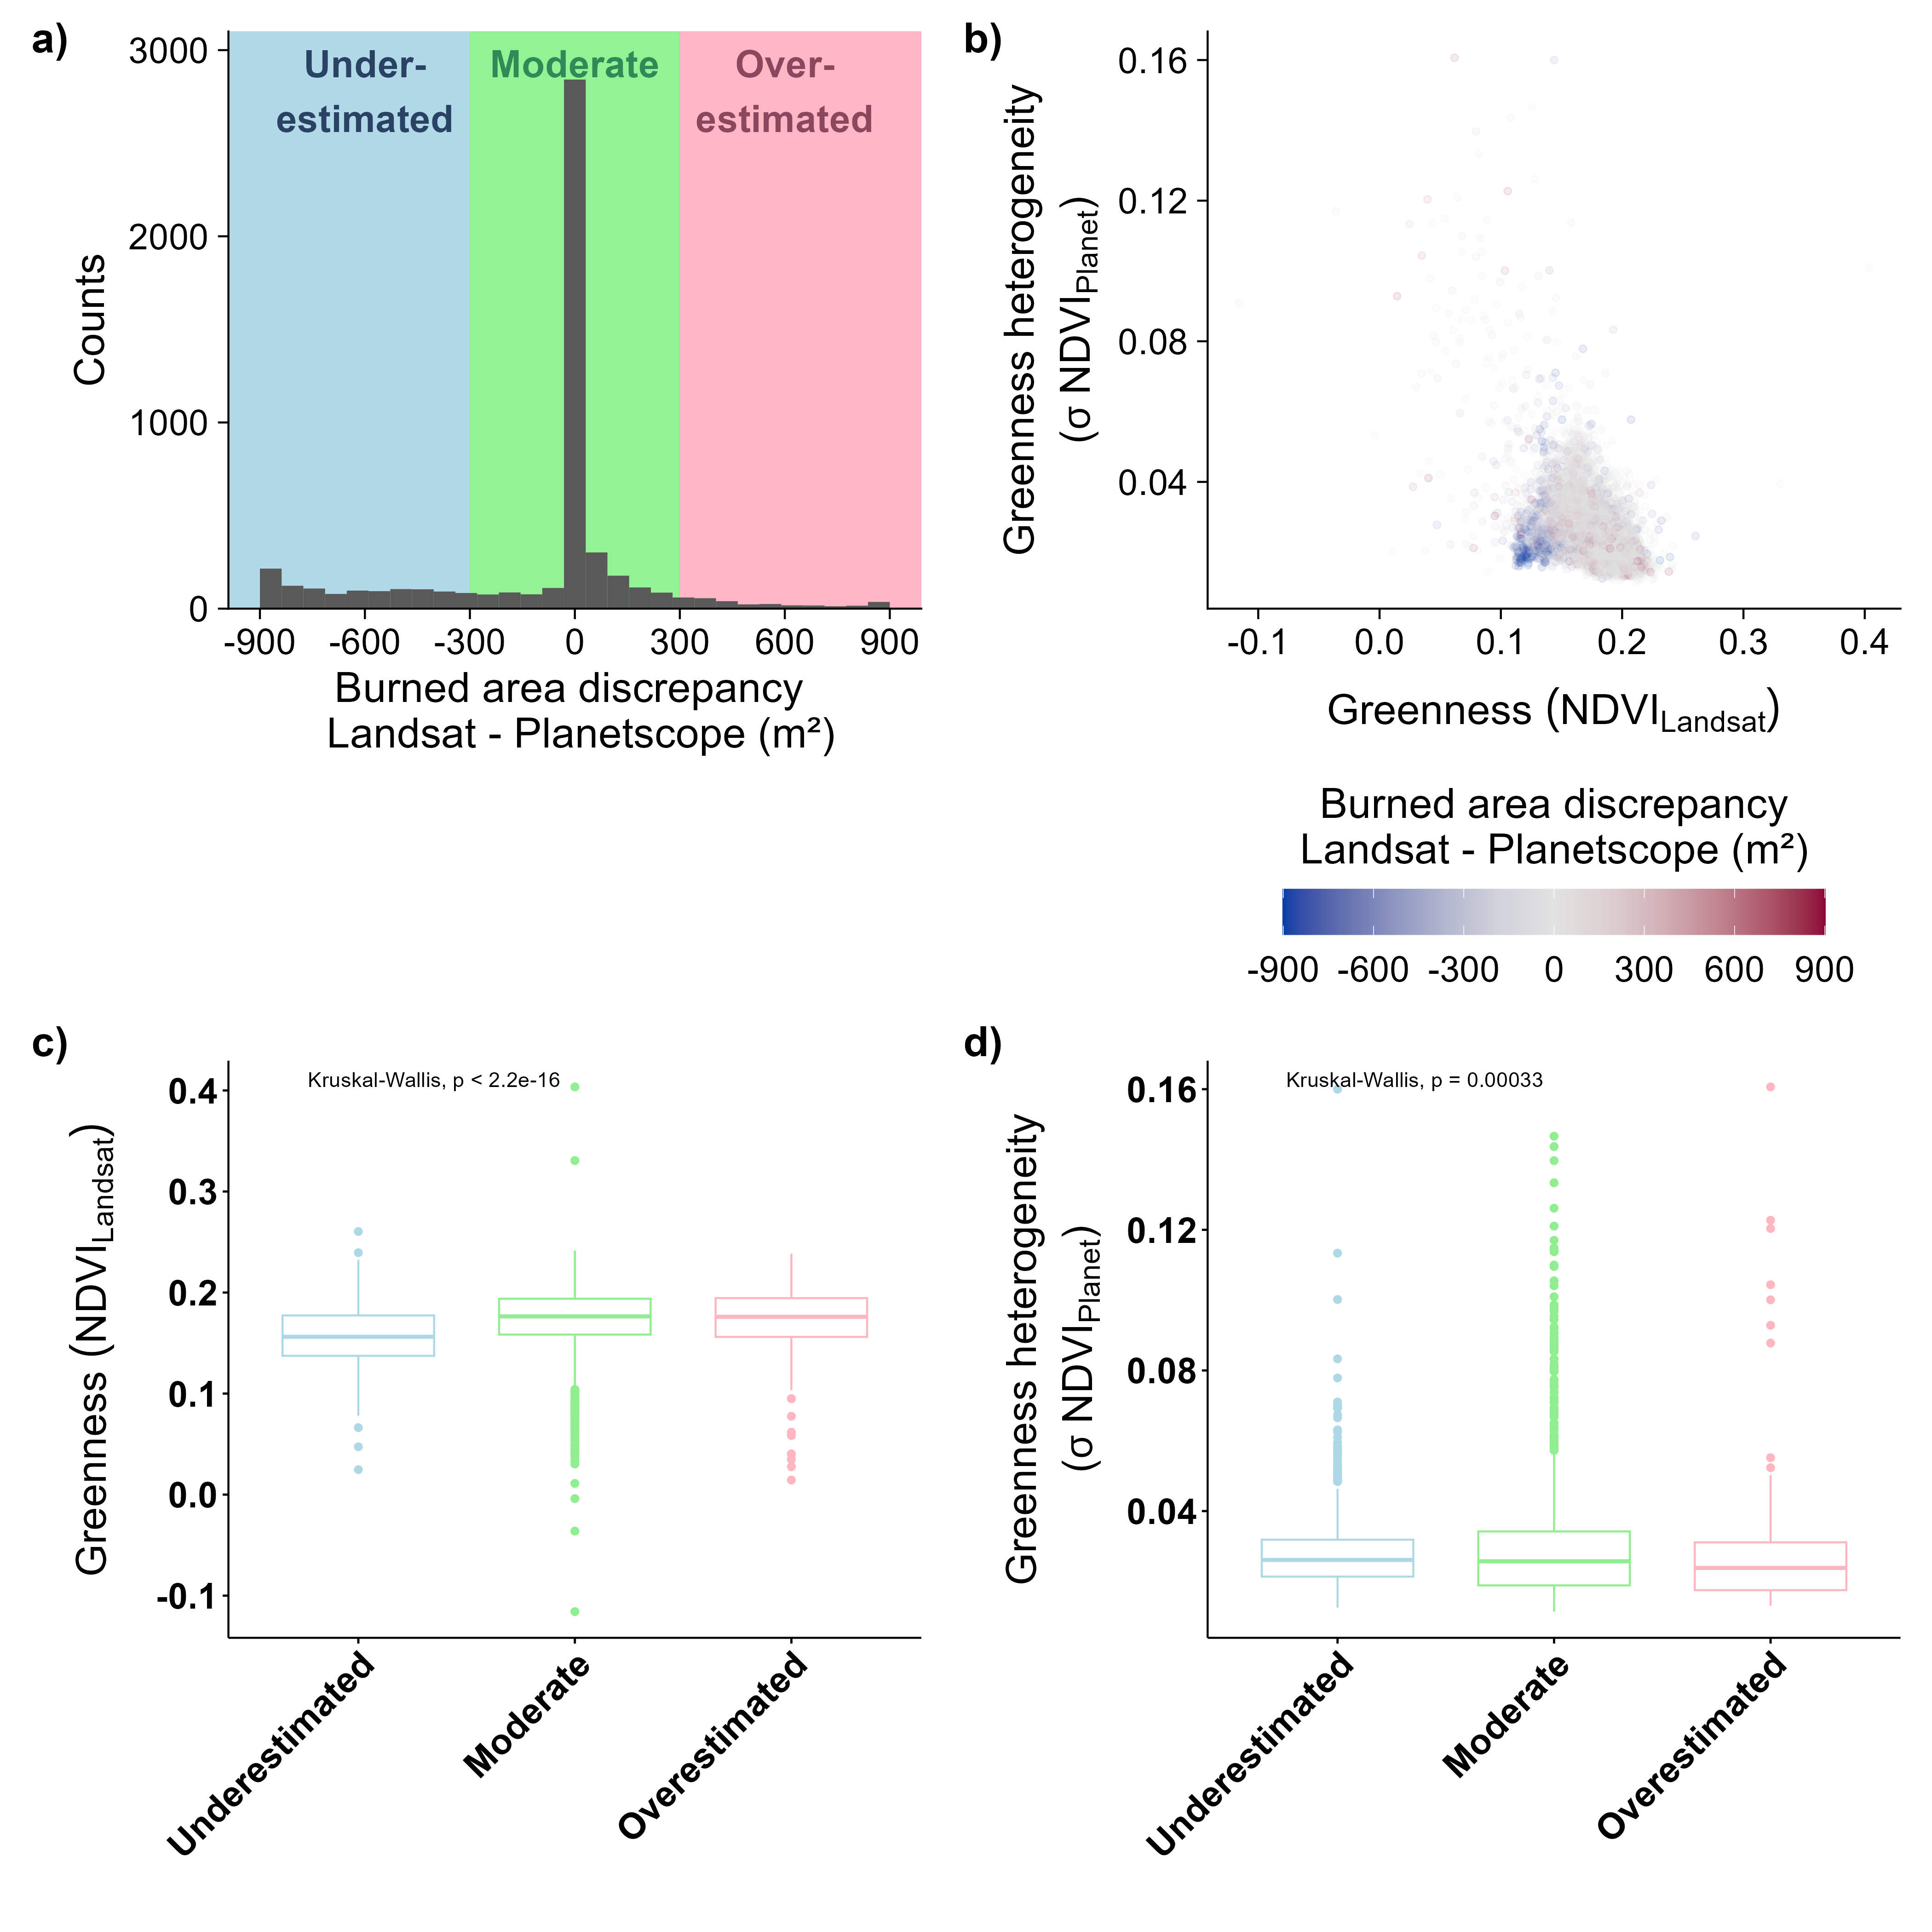 a)
Under-
estimated
Moderate
Over-
estimated
3000
2000
1000
0
Counts
-900 -600 -300 0 300 600 900
Burned area discrepancy
Landsat - Planetscope (m²)
b)
0.16
0.12
0.08
0.04
Greenness heterogeneity
(σ NDVIPlanet)
-0.1 0.0 0.1 0.2 0.3 0.4
Greenness (NDVILandsat)
Burned area discrepancy
Landsat - Planetscope (m²)
-900 -600 -300 0 300 600 900
c)
Kruskal-Wallis, p < 2.2e-16
0.4
0.3
0.2
0.1
0.0
-0.1
Greenness (NDVILandsat)
Underestimated
Moderate
Overestimated
d)
Kruskal-Wallis, p = 0.00033
0.16
0.12
0.08
0.04
Greenness heterogeneity
(σ NDVIPlanet)
Underestimated
Moderate
Overestimated